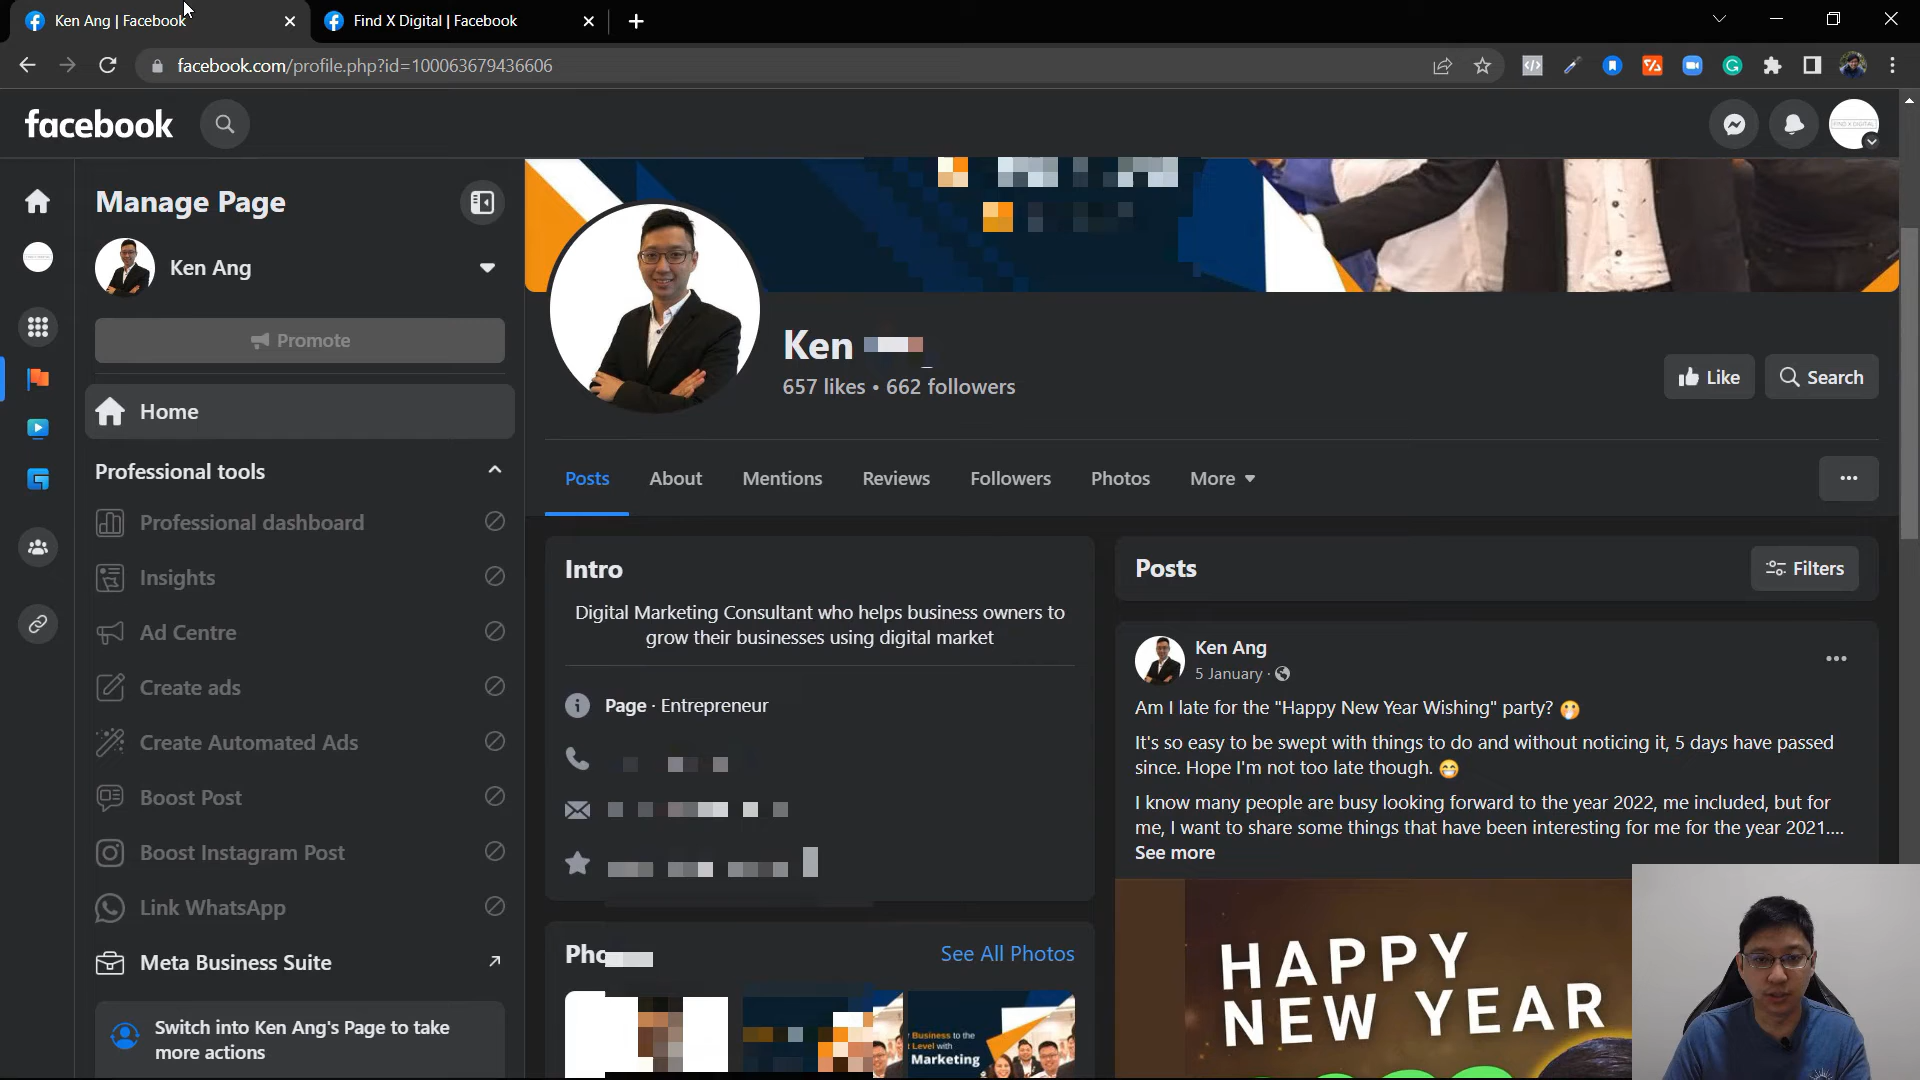 Ken Ang | Facebook
Find X Digital | Facebook
facebook.com/profile.php?id=100063679436606
facebook
FIND X DIGITAL
Manage Page
Ken Ang
Promote
Home
Professional tools
Professional dashboard
Insights
Ad Centre
Create ads
Create Automated Ads
Boost Post
Boost Instagram Post
Link WhatsApp
Meta Business Suite
Switch into Ken Ang's Page to take
more actions
Ken
657 likes • 662 followers
Like
Search
Posts
About
Mentions
Reviews
Followers
Photos
More
Intro
Digital Marketing Consultant who helps business owners to
grow their businesses using digital market
Page · Entrepreneur
See All Photos
Business to the
Level with
Marketing
Posts
Filters
Ken Ang
5 January ·
Am I late for the "Happy New Year Wishing" party? 🤭
It's so easy to be swept with things to do and without noticing it, 5 days have passed
since. Hope I'm not too late though. 😁
I know many people are busy looking forward to the year 2022, me included, but for
me, I want to share some things that have been interesting for me for the year 2021....
See more
HAPPY
NEW YEAR